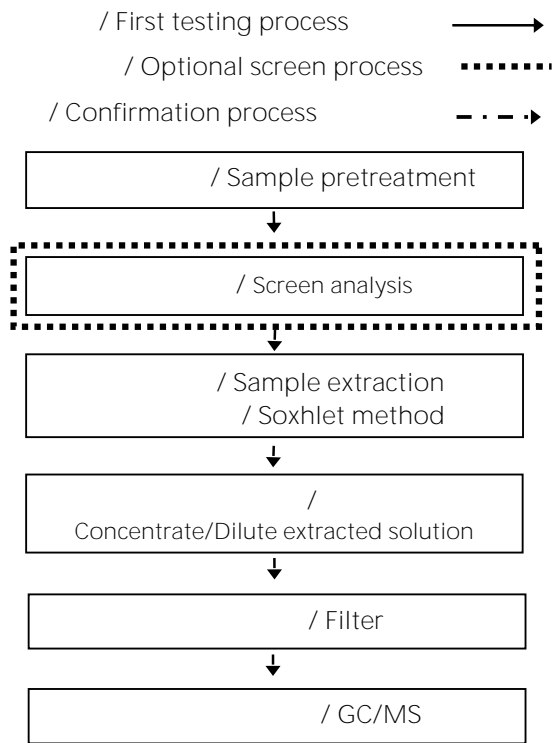 / First testing process
/ Optional screen process
/ Confirmation process
/ Sample pretreatment
/ Screen analysis
/ Sample extraction
/ Soxhlet method
/
Concentrate/Dilute extracted solution
/ Filter
/ GC/MS